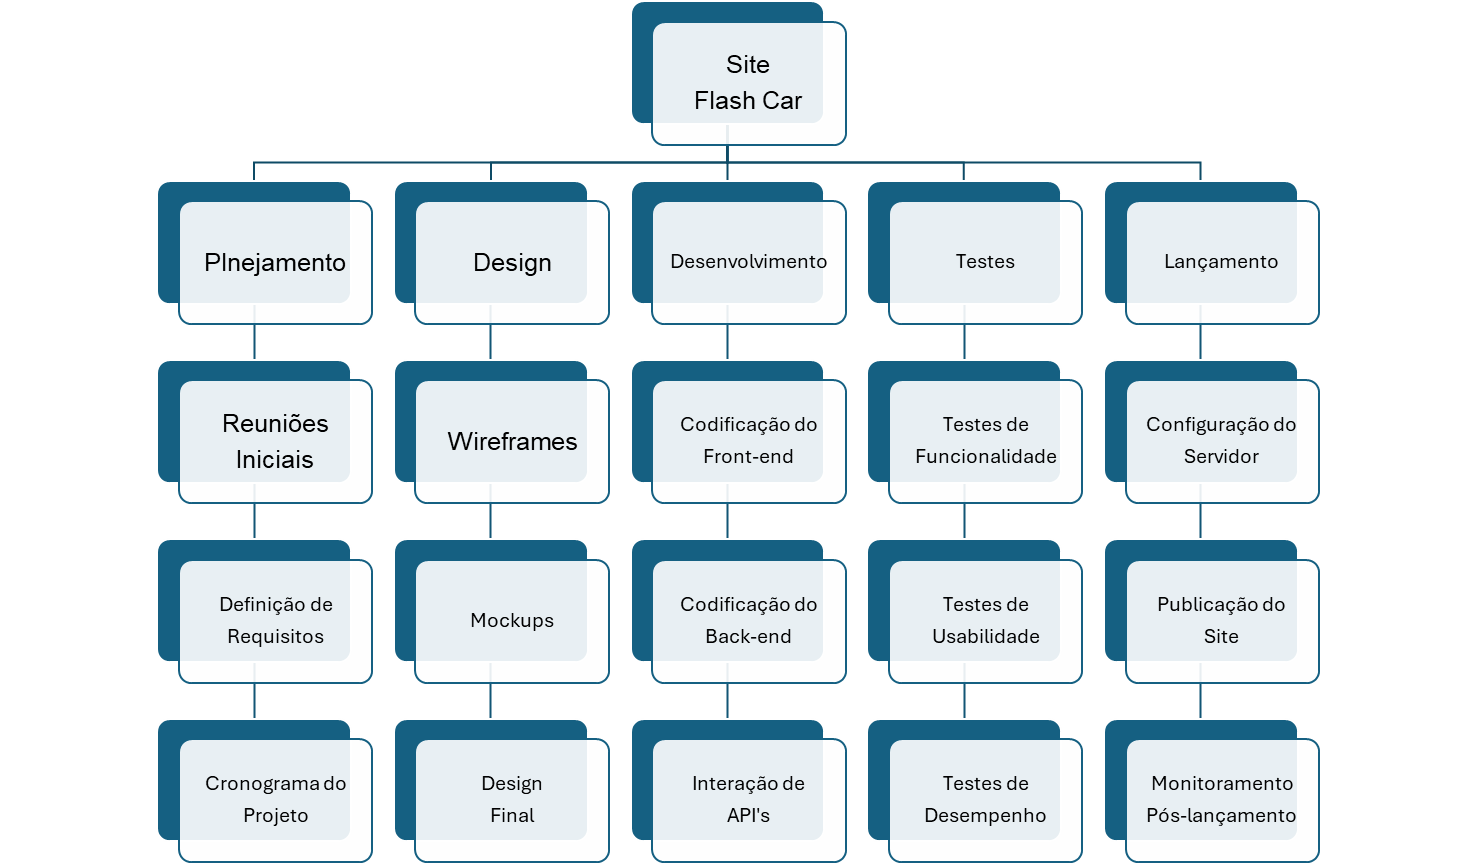 Site
Flash Car
Plnejamento
Design
Desenvolvimento
Testes
Lançamento
Reuniões
Iniciais
Wireframes
Codificação do
Front-end
Testes de
Funcionalidade
Configuração do
Servidor
Definição de
Requisitos
Mockups
Codificação do
Back-end
Testes de
Usabilidade
Publicação do
Site
Cronograma do
Projeto
Design
Final
Interação de
API's
Testes de
Desempenho
Monitoramento
Pós-lançamento